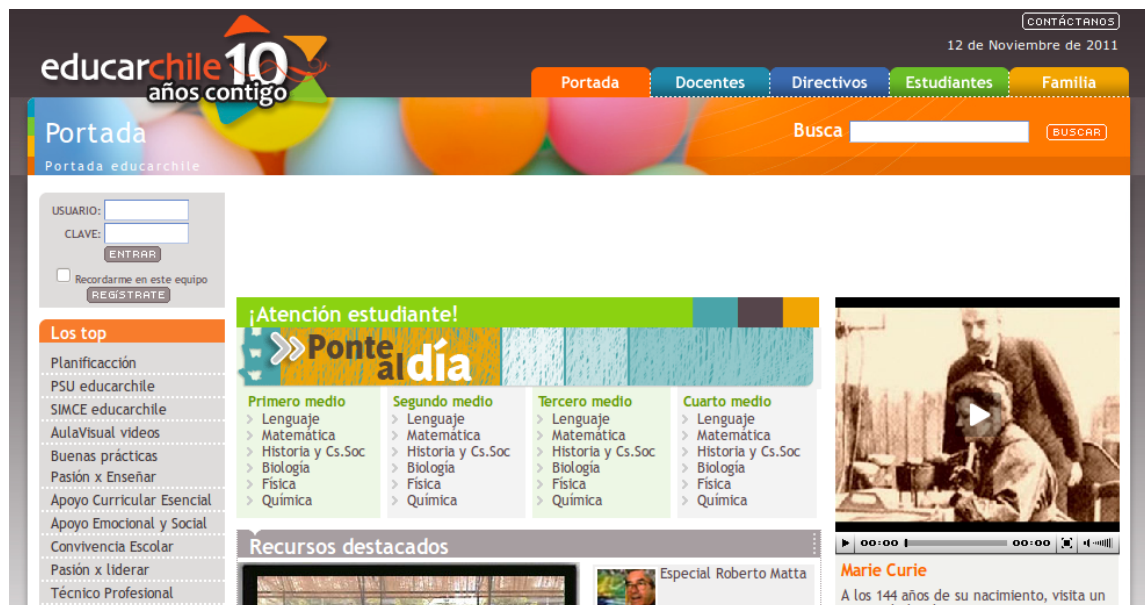 CONTÁCTANOS
12 de Noviembre de 2011
educarchile 10
años contigo
Portada
Docentes
Directivos
Estudiantes
Familia
Portada
Busca
BUSCAR
Portada educarchile
USUARIO:
CLAVE:
ENTRAR
Recordarme en este equipo
REGÍSTRATE
Los top
Planificacción
PSU educarchile
SIMCE educarchile
AulaVisual videos
Buenas prácticas
Pasión x Enseñar
Apoyo Curricular Esencial
Apoyo Emocional y Social
Convivencia Escolar
Pasión x liderar
Técnico Profesional
¡Atención estudiante!
Ponte
al día
Primero medio
Lenguaje
Matemática
Historia y Cs.Soc
Biología
Física
Química
Segundo medio
Lenguaje
Matemática
Historia y Cs.Soc
Biología
Física
Química
Tercero medio
Lenguaje
Matemática
Historia y Cs.Soc
Biología
Física
Química
Cuarto medio
Lenguaje
Matemática
Historia y Cs.Soc
Biología
Física
Química
Recursos destacados
Especial Roberto Matta
00:00
00:00
Marie Curie
A los 144 años de su nacimiento, visita un